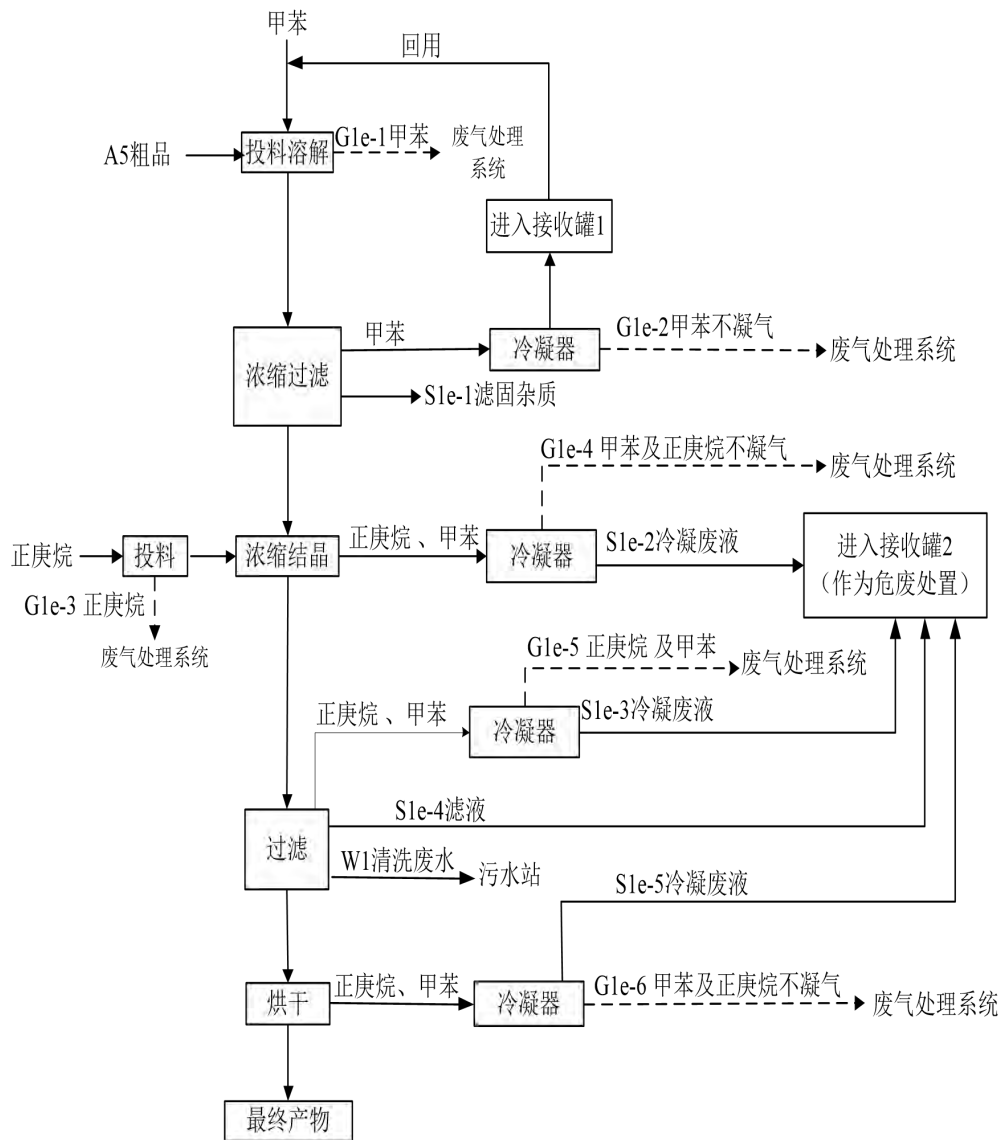 甲苯
回用
G1e-1甲苯
废气处理
系统
A5粗品
投料溶解
进入接收罐1
甲苯
冷凝器
G1e-2甲苯不凝气
废气处理系统
浓缩过滤
S1e-1滤固杂质
G1e-4 甲苯及正庚烷不凝气
废气处理系统
正庚烷
投料
浓缩结晶
正庚烷 、甲苯
冷凝器
S1e-2冷凝废液
进入接收罐2
（作为危废处置）
G1e-3 正庚烷
废气处理系统
G1e-5 正庚烷 及甲苯
废气处理系统
正庚烷 、甲苯
冷凝器
S1e-3冷凝废液
S1e-4滤液
过滤
W1清洗废水
污水站
S1e-5冷凝废液
烘干
正庚烷、甲苯
冷凝器
G1e-6 甲苯及正庚烷不凝气
废气处理系统
最终产物